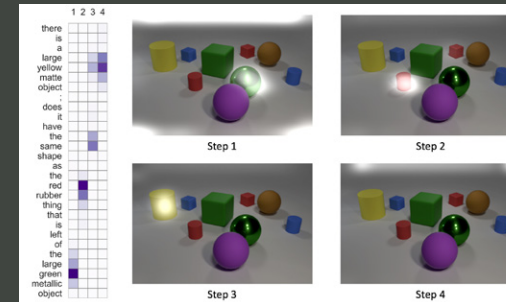 1 2 3 4
there
is
a
large
yellow
matte
object
;
does
it
have
the
same
shape
as
the
red
rubber
thing
that
is
left
of
the
large
green
metallic
object
Step 1
Step 2
Step 3
Step 4